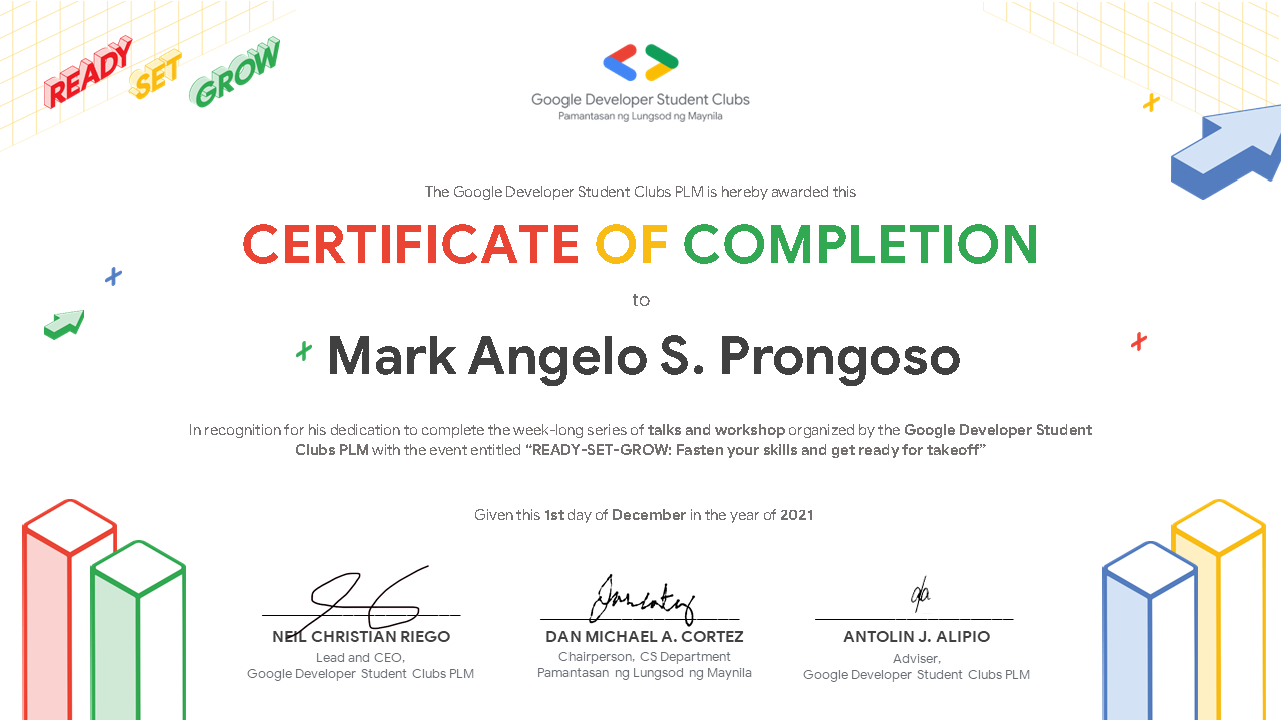 READY SET GROW
Google Developer Student Clubs
Pamantasan ng Lungsod ng Maynila
The Google Developer Student Clubs PLM is hereby awarded this
CERTIFICATE OF COMPLETION
to
Mark Angelo S. Prongoso
In recognition for his dedication to complete the week-long series of talks and workshop organized by the Google Developer Student
Clubs PLM with the event entitled “READY-SET-GROW: Fasten your skills and get ready for takeoff”
Given this 1st day of December in the year of 2021
NEIL CHRISTIAN RIEGO
Lead and CEO,
Google Developer Student Clubs PLM
DAN MICHAEL A. CORTEZ
Chairperson, CS Department
Pamantasan ng Lungsod ng Maynila
ANTOLIN J. ALIPIO
Adviser,
Google Developer Student Clubs PLM